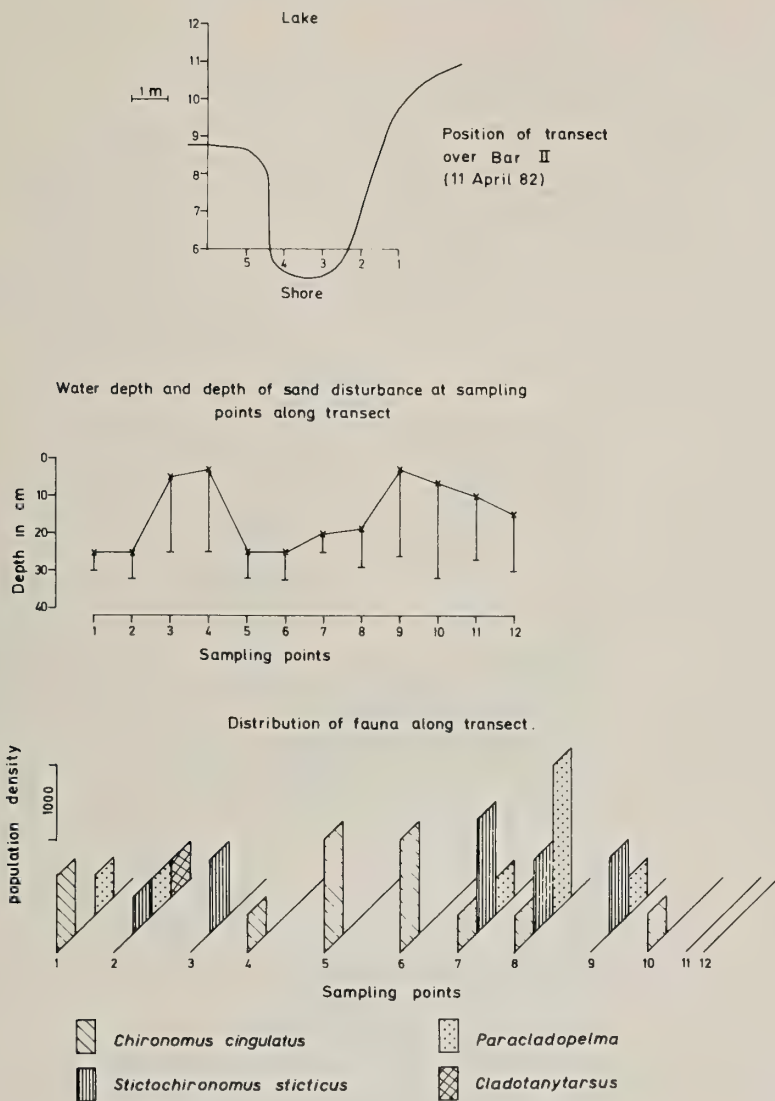 Lake
12
11
1 m
10
9
8
7
6
5 4 3 2 1
Shore
Position of transect
over Bar II
(11 April 82)
Water depth and depth of sand disturbance at sampling
points along transect
Depth in cm
0
10
20
30
40
1 2 3 4 5 6 7 8 9 10 11 12
Sampling points
Distribution of fauna along transect.
population density
1000
1 2 3 4 5 6 7 8 9 10 11 12
Sampling points
Chironomus cingulatus
Paracladopelma
Stictochironomus sticticus
Cladotanytarsus